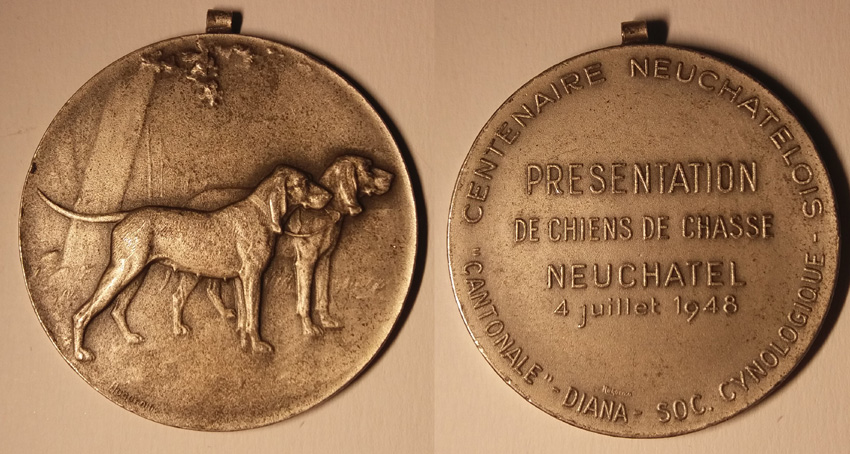 CENTENAIRE NEUCHATELOIS -
PRESENTATION
DE CHIENS DE CHASSE
NEUCHATEL
4 juillet 1948
"CANTONALE" - DIANA - SOC. CYNOLOGIQUE